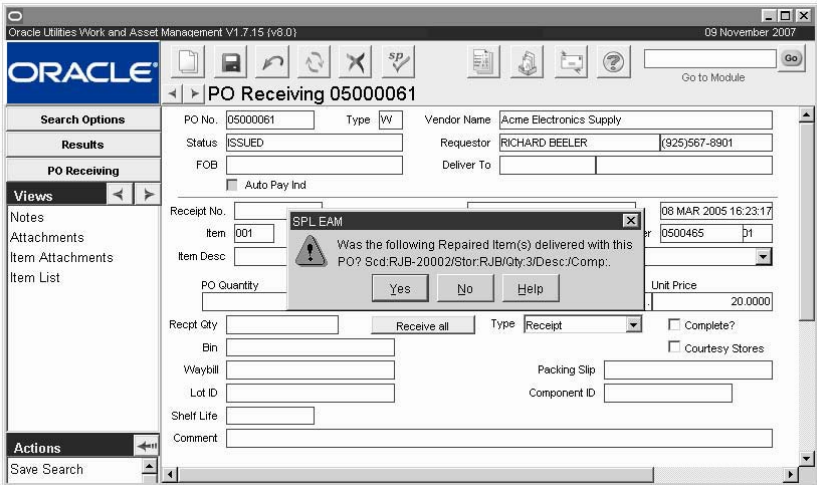 Oracle Utilities Work and Asset Management V1.7.15 {v8.0}
09 November 2007
ORACLE
sp
Go
Go to Module
PO Receiving 05000061
Search Options
Results
PO Receiving
Views
Notes
Attachments
Item Attachments
Item List
Actions
Save Search
PO No. 05000061 Type W Vendor Name Acme Electronics Supply
Status ISSUED Requestor RICHARD BEELER (925)567-8901
FOB Deliver To
Auto Pay Ind
Receipt No. 08 MAR 2005 16:23:17
Item 001 0500465 01
Item Desc
SPL EAM X
Was the following Repaired Item(s) delivered with this
PO? Scd:RJB-20002/Stor:RJB/Qty:3/Desc:/Comp:.
Yes No Help
PO Quantity Unit Price
20.0000
Recpt Qty Receive all Type Receipt Complete?
Bin Courtesy Stores
Waybill Packing Slip
Lot ID Component ID
Shelf Life
Comment